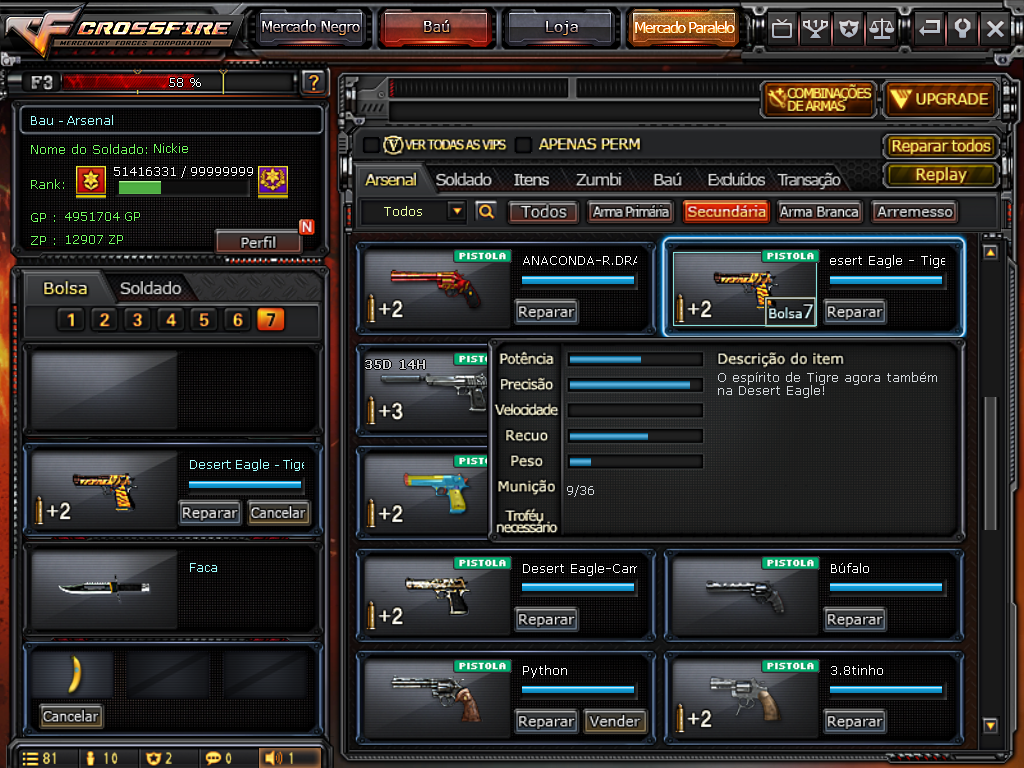 CROSSFIRE
MERCENARY FORCES CORPORATION
Mercado Negro
Baú
Loja
Mercado Paralelo
F3
58 %
?
COMBINAÇÕES
DE ARMAS
UPGRADE
Bau - Arsenal
Nome do Soldado: Nickie
Rank:
51416331 / 99999999
GP : 4951704 GP
ZP : 12907 ZP
N
Perfil
V VER TODAS AS VIPS
APENAS PERM
Reparar todos
Replay
Arsenal
Soldado
Itens
Zumbi
Baú
Excluídos
Transação
Todos
Todos
Arma Primária
Secundária
Arma Branca
Arremesso
Bolsa
Soldado
1 2 3 4 5 6 7
Desert Eagle - Tig
+2
Reparar
Cancelar
Faca
Cancelar
81
10
2
0
1
PISTOLA
ANACONDA-R.DRA
+2
Reparar
PISTOLA
esert Eagle - Tige
+2
Bolsa7
Reparar
35D 14H
PIST
+3
PIST
+2
Potência
Precisão
Velocidade
Recuo
Peso
Munição
9/36
Troféu
necessário
Descrição do item
O espírito de Tigre agora também
na Desert Eagle!
PISTOLA
Desert Eagle-Cam
+2
Reparar
PISTOLA
Búfalo
Reparar
PISTOLA
Python
Reparar
Vender
PISTOLA
3.8tinho
+2
Reparar